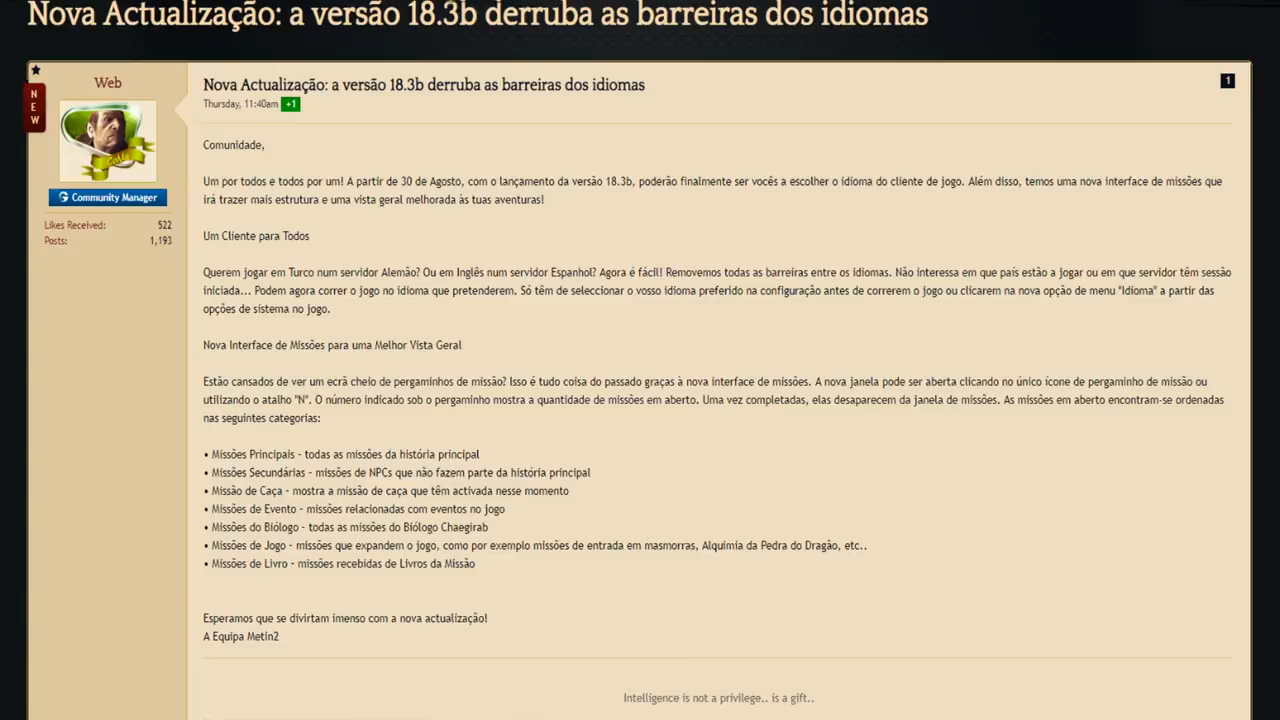 Nova Actualização: a versão 18.3b derruba as barreiras dos idiomas
NEW
Web
CoMa
Community Manager
Likes Received: 522
Posts: 1,193
Nova Actualização: a versão 18.3b derruba as barreiras dos idiomas
1
Thursday, 11:40am +1
Comunidade,
Um por todos e todos por um! A partir de 30 de Agosto, com o lançamento da versão 18.3b, poderão finalmente ser vocês a escolher o idioma do cliente de jogo. Além disso, temos uma nova interface de missões que
irá trazer mais estrutura e uma vista geral melhorada às tuas aventuras!
Um Cliente para Todos
Querem jogar em Turco num servidor Alemão? Ou em Inglês num servidor Espanhol? Agora é fácil! Removemos todas as barreiras entre os idiomas. Não interessa em que país estão a jogar ou em que servidor têm sessão
iniciada... Podem agora correr o jogo no idioma que pretenderem. Só têm de seleccionar o vosso idioma preferido na configuração antes de correrem o jogo ou clicarem na nova opção de menu "Idioma" a partir das
opções de sistema no jogo.
Nova Interface de Missões para uma Melhor Vista Geral
Estão cansados de ver um ecrã cheio de pergaminhos de missão? Isso é tudo coisa do passado graças à nova interface de missões. A nova janela pode ser aberta clicando no único ícone de pergaminho de missão ou
utilizando o atalho "N". O número indicado sob o pergaminho mostra a quantidade de missões em aberto. Uma vez completadas, elas desaparecem da janela de missões. As missões em aberto encontram-se ordenadas
nas seguintes categorias:
• Missões Principais - todas as missões da história principal
• Missões Secundárias - missões de NPCs que não fazem parte da história principal
• Missão de Caça - mostra a missão de caça que têm activada nesse momento
• Missões de Evento - missões relacionadas com eventos no jogo
• Missões do Biólogo - todas as missões do Biólogo Chaegirab
• Missões de Jogo - missões que expandem o jogo, como por exemplo missões de entrada em masmorras, Alquimia da Pedra do Dragão, etc..
• Missões de Livro - missões recebidas de Livros da Missão
Esperamos que se divirtam imenso com a nova actualização!
A Equipa Metin2
Intelligence is not a privilege.. is a gift..